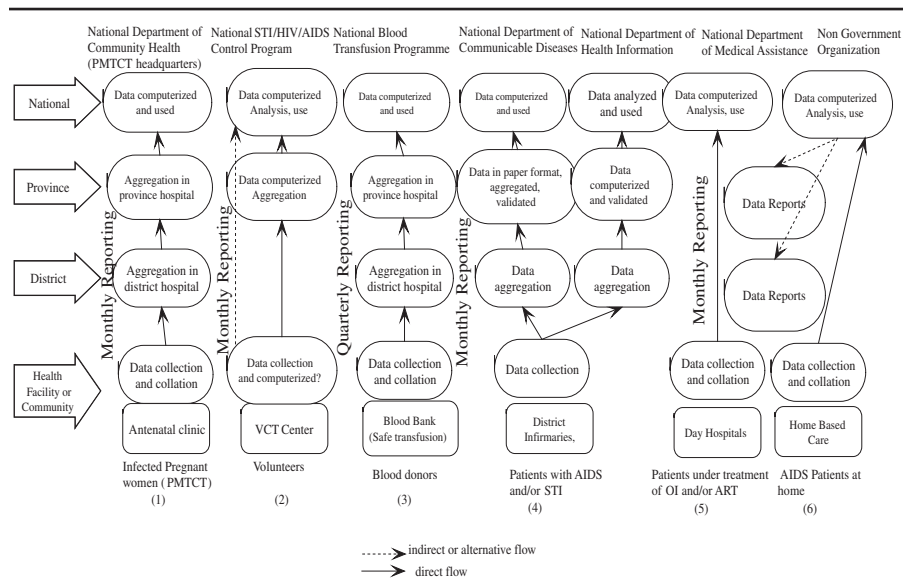 National Department of
Community Health
(PMTCT headquarters)
National STI/HIV/AIDS
Control Program
National Blood
Transfusion Programme
National Department of
Communicable Diseases
National Department of
Health Information
National Department
of Medical Assistance
Non Government
Organization
National
Data computerized
and used
Data computerized
Analysis, use
Data computerized
and used
Data computerized
and used
Data analyzed
and used
Data computerized
Analysis, use
Data computerized
Analysis, use
Province
Aggregation in
province hospital
Data computerized
Aggregation
Aggregation in
province hospital
Data in paper format,
aggregated,
validated
Data
computerized
and validated
Data Reports
District
Aggregation in
district hospital
Aggregation in
district hospital
Data
aggregation
Data
aggregation
Data Reports
Monthly Reporting
Monthly Reporting
Quarterly Reporting
Monthly Reporting
Monthly Reporting
Health
Facility or
Community
Data collection
and collation
Data collection
and computerized?
Data collection
and collation
Data collection
Data collection
and collation
Data collection
and collation
Antenatal clinic
VCT Center
Blood Bank
(Safe transfusion)
District
Infirmaries,
Day Hospitals
Home Based
Care
Infected Pregnant
women (PMTCT)
(1)
Volunteers
(2)
Blood donors
(3)
Patients with AIDS
and/or STI
(4)
Patients under treatment
of OI and/or ART
(5)
AIDS Patients at
home
(6)
indirect or alternative flow
direct flow